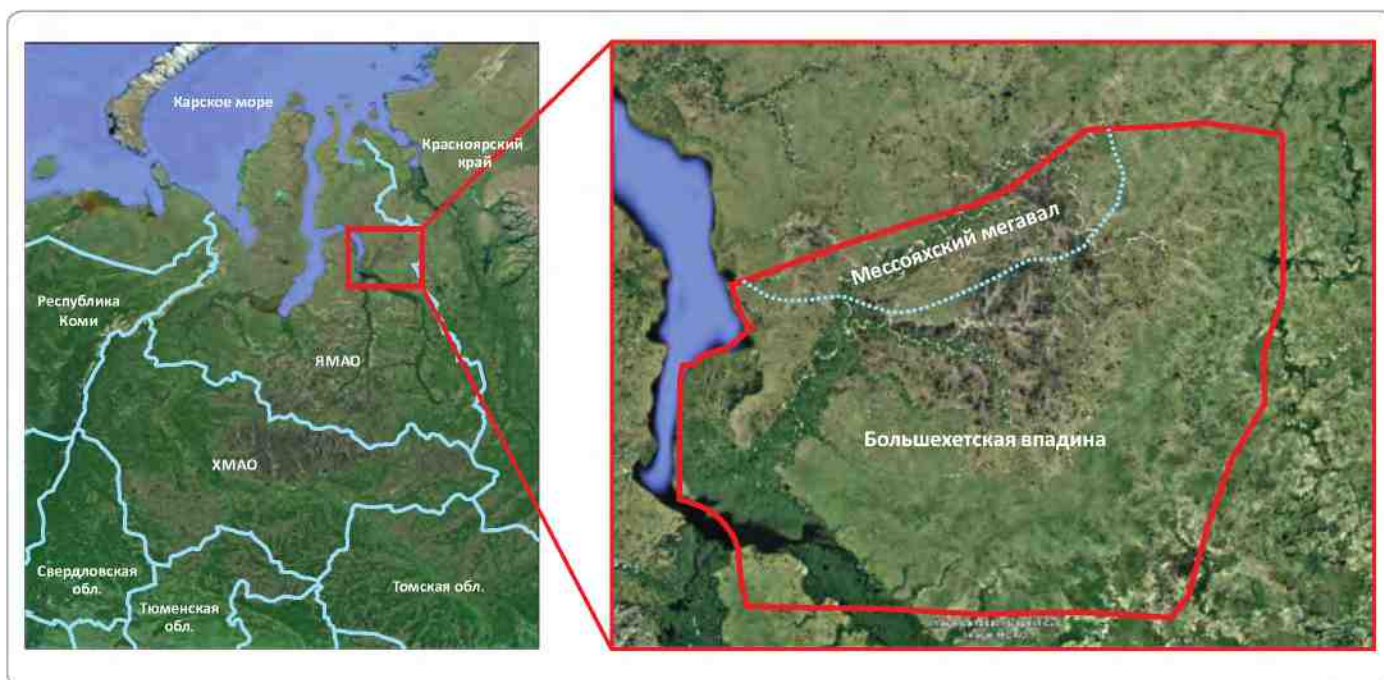 Карское море
Красноярский
край
Республика
Коми
ЯМАО
ХМАО
Свердловская
обл.
Тюменская
обл.
Томская обл.
Мессояхский мегавал
Большехетская впадина